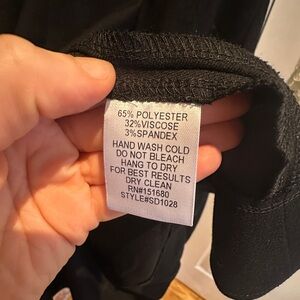 65% POLYESTER
32%VISCOSE
3%SPANDEX
HAND WASH COLD
DO NOT BLEACH
HANG TO DRY
FOR BEST RESULTS
DRY CLEAN
RN#151680
STYLE#SD1028